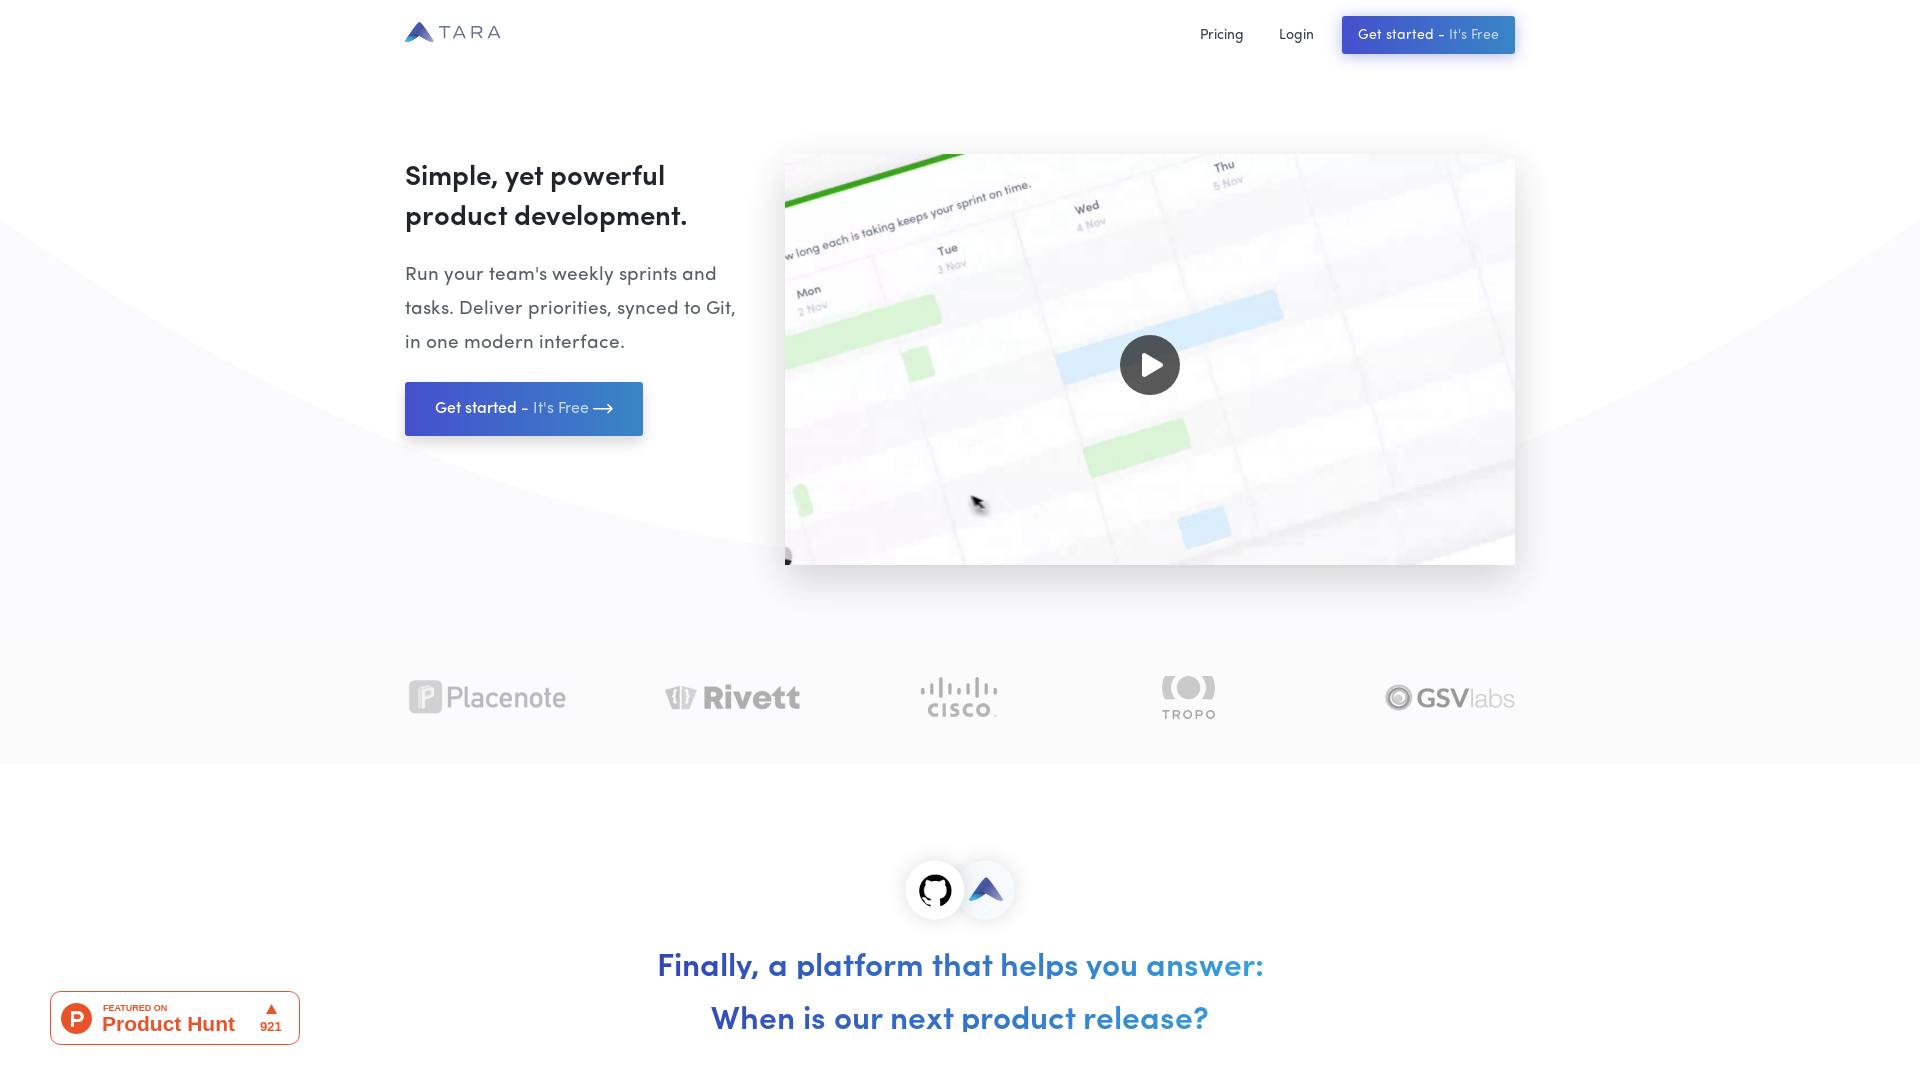 TARA
Pricing
Login
Get started - It's Free
Simple, yet powerful
product development.
Run your team's weekly sprints and
tasks. Deliver priorities, synced to Git,
in one modern interface.
Get started - It's Free
long each is taking keeps your sprint on time.
Mon
2 Nov
Tue
3 Nov
Wed
4 Nov
Thu
5 Nov
Placenote
Rivett
CISCO
TROPO
GSVlabs
Finally, a platform that helps you answer:
When is our next product release?
P
FEATURED ON
Product Hunt
921